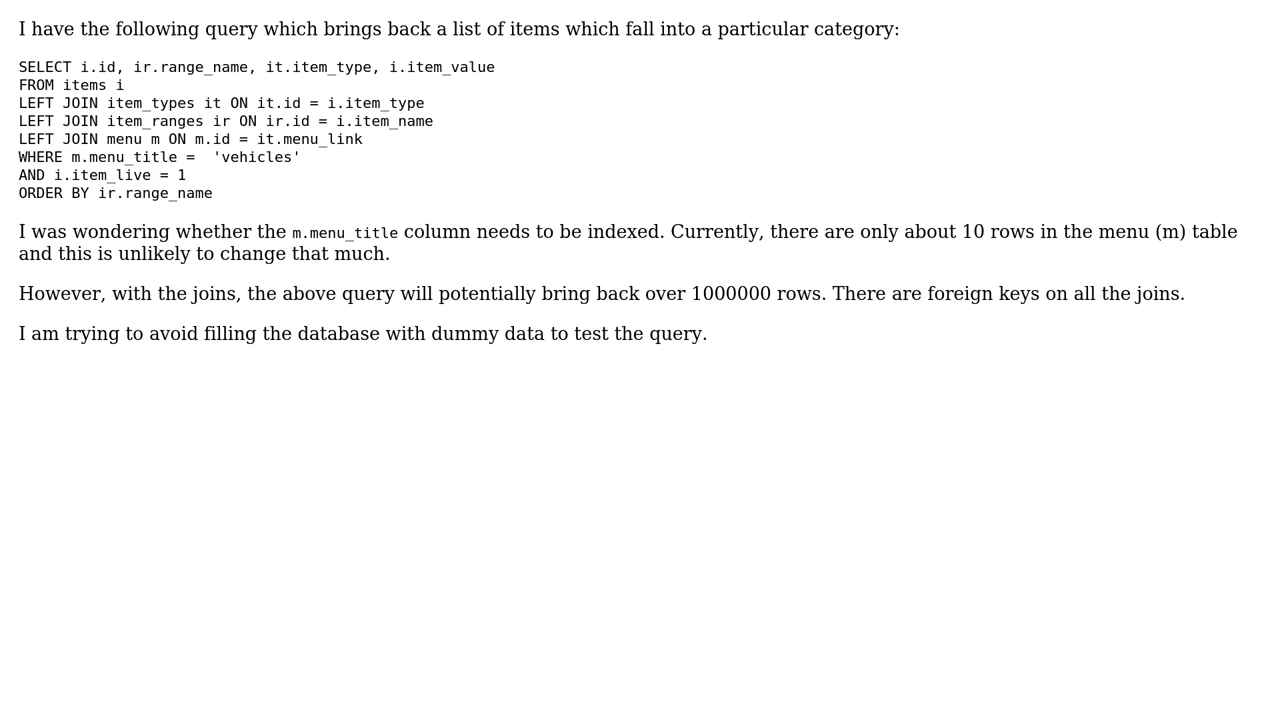 I have the following query which brings back a list of items which fall into a particular category:
SELECT i.id, ir.range_name, it.item_type, i.item_value
FROM items i
LEFT JOIN item_types it ON it.id = i.item_type
LEFT JOIN item_ranges ir ON ir.id = i.item_name
LEFT JOIN menu m ON m.id = it.menu_link
WHERE m.menu_title =  'vehicles'
AND i.item_live = 1
ORDER BY ir.range_name
I was wondering whether the m.menu_title column needs to be indexed. Currently, there are only about 10 rows in the menu (m) table
and this is unlikely to change that much.
However, with the joins, the above query will potentially bring back over 1000000 rows. There are foreign keys on all the joins.
I am trying to avoid filling the database with dummy data to test the query.